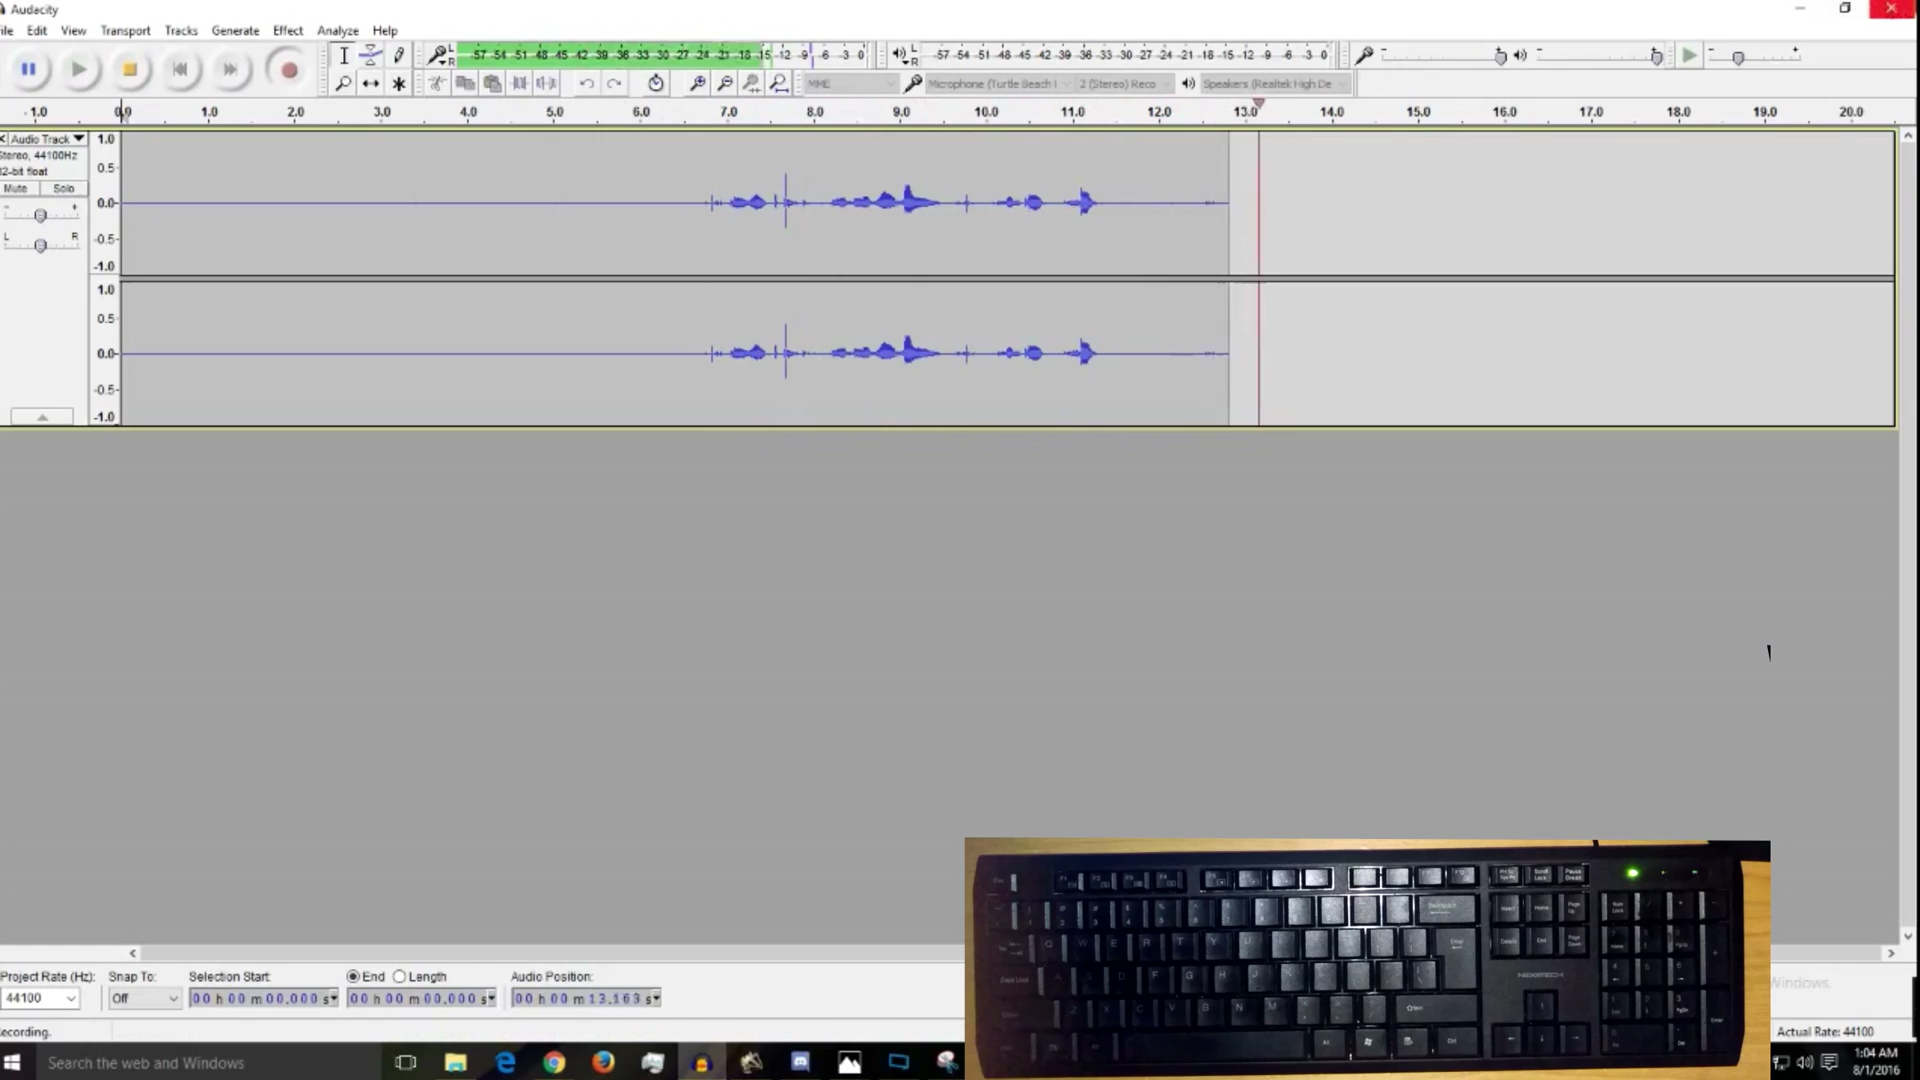 Audacity
File Edit View Transport Tracks Generate Effect Analyze Help
L R -57 -54 -51 -48 -45 -42 -39 -36 -33 -30 -27 -24 -21 -18 -15 -12 -9 -6 -3 0
L R -57 -54 -51 -48 -45 -42 -39 -36 -33 -30 -27 -24 -21 -18 -15 -12 -9 -6 -3 0
MME Microphone (Turtle Beach I 2 (Stereo) Reco Speakers (Realtek High De
-1.0 0.0 1.0 2.0 3.0 4.0 5.0 6.0 7.0 8.0 9.0 10.0 11.0 12.0 13.0 14.0 15.0 16.0 17.0 18.0 19.0 20.0
Audio Track
Stereo, 44100Hz
32-bit float
Mute Solo
L R
1.0
0.5
0.0
-0.5
-1.0
1.0
0.5
0.0
-0.5
-1.0
Project Rate (Hz): Snap To: Selection Start: End Length Audio Position:
44100 Off 00 h 00 m 00.000 s 00 h 00 m 00.000 s 00 h 00 m 13.163 s
Recording.
Windows.
Actual Rate: 44100
Search the web and Windows
1:04 AM
8/1/2016